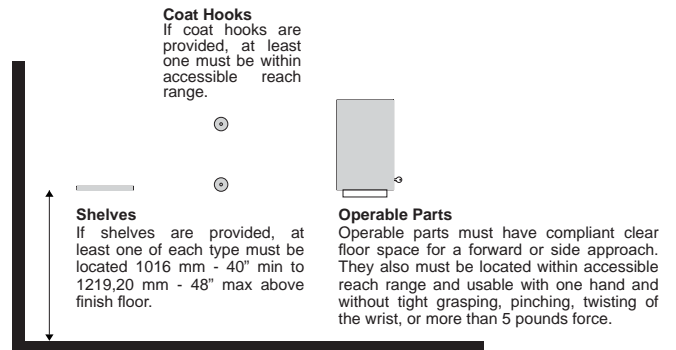 Coat Hooks
If coat hooks are
provided, at least
one must be within
accessible reach
range.
Shelves
If shelves are provided, at
least one of each type must be
located 1016 mm - 40” min to
1219,20 mm - 48” max above
finish floor.
Operable Parts
Operable parts must have compliant clear
floor space for a forward or side approach.
They also must be located within accessible
reach range and usable with one hand and
without tight grasping, pinching, twisting of
the wrist, or more than 5 pounds force.